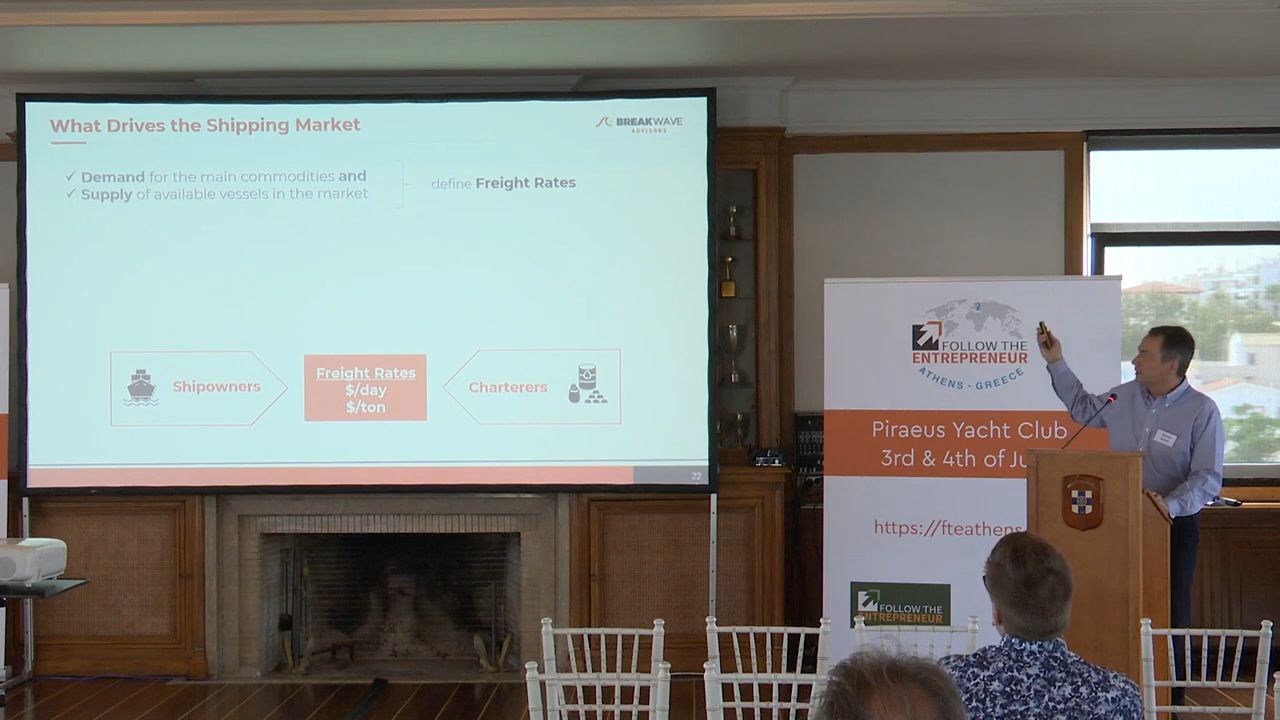 What Drives the Shipping Market
BREAKWAVE
ADVISORS
✓ Demand for the main commodities and
✓ Supply of available vessels in the market
define Freight Rates
Shipowners
Freight Rates
$/day
$/ton
Charterers
22
FOLLOW THE
ENTREPRENEUR
ATHENS · GREECE
Piraeus Yacht Club
3rd & 4th of Ju
https://fteathens
FOLLOW THE
ENTREPRENEUR